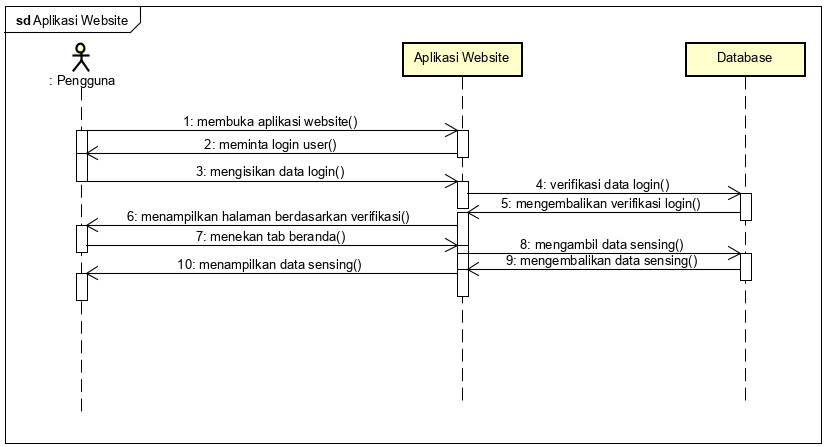 sd Aplikasi Website
: Pengguna
Aplikasi Website
Database
1: membuka aplikasi website()
2: meminta login user()
3: mengisikan data login()
4: verifikasi data login()
5: mengembalikan verifikasi login()
6: menampilkan halaman berdasarkan verifikasi()
7: menekan tab beranda()
8: mengambil data sensing()
9: mengembalikan data sensing()
10: menampilkan data sensing()